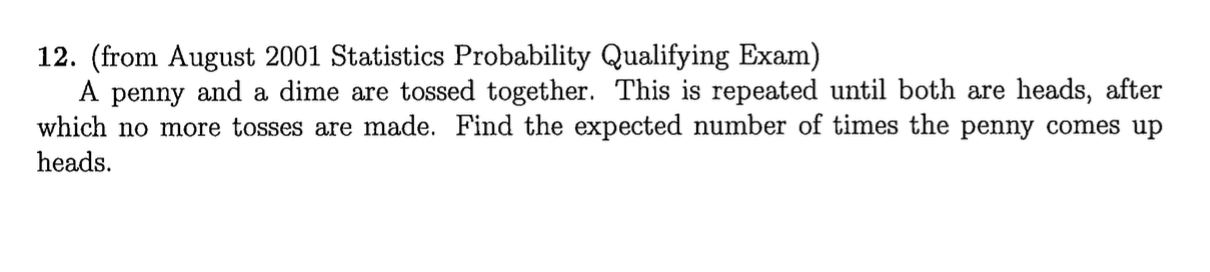 12. (from August 2001 Statistics Probability Qualifying Exam)
A penny and a dime are tossed together. This is repeated until both are heads, after
which no more tosses are made. Find the expected number of times the penny comes up
heads.